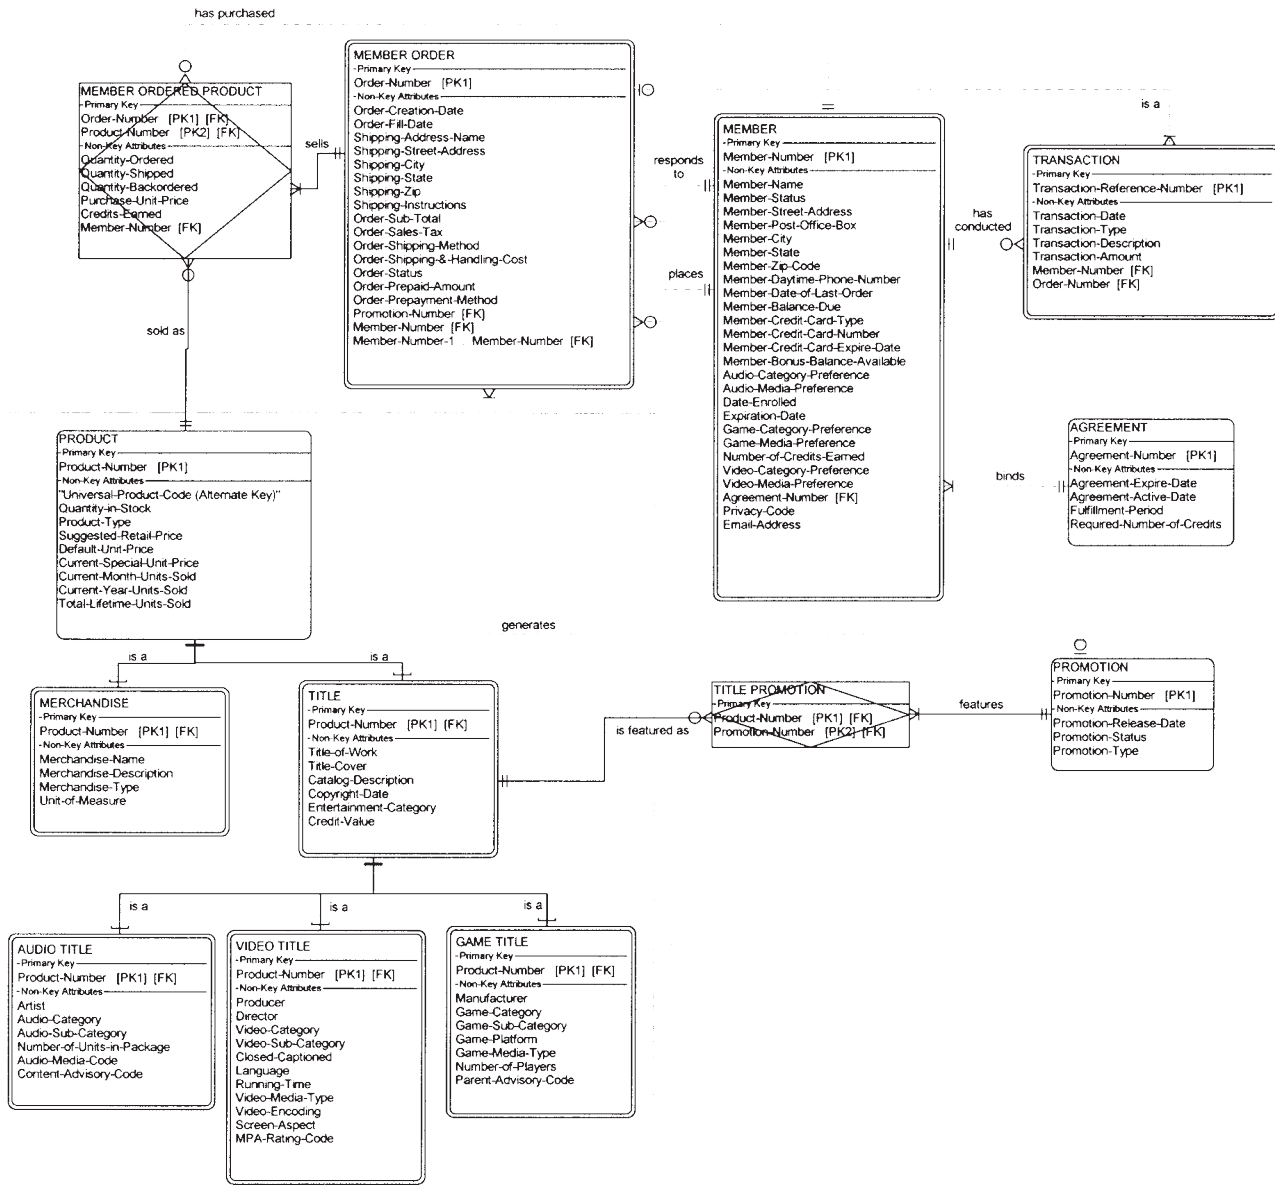 has purchased
MEMBER ORDERED PRODUCT
-Primary Key
Order-Number [PK1] [FK]
Product-Number [PK2] [FK]
-Non-Key Attributes
Quantity-Ordered
Quantity-Shipped
Quantity-Backordered
Purchase-Unit-Price
Credits-Earned
Member-Number [FK]
sells
MEMBER ORDER
-Primary Key
Order-Number [PK1]
-Non-Key Attributes
Order-Creation-Date
Order-Fill-Date
Shipping-Address-Name
Shipping-Street-Address
Shipping-City
Shipping-State
Shipping-Zip
Shipping-Instructions
Order-Sub-Total
Order-Sales-Tax
Order-Shipping-Method
Order-Shipping-&-Handling-Cost
Order-Status
Order-Prepaid-Amount
Order-Prepayment-Method
Promotion-Number [FK]
Member-Number [FK]
Member-Number-1 . Member-Number [FK]
responds
to
places
MEMBER
-Primary Key
Member-Number [PK1]
-Non-Key Attributes
Member-Name
Member-Status
Member-Street-Address
Member-Post-Office-Box
Member-City
Member-State
Member-Zip-Code
Member-Daytime-Phone-Number
Member-Date-of-Last-Order
Member-Balance-Due
Member-Credit-Card-Type
Member-Credit-Card-Number
Member-Credit-Card-Expire-Date
Member-Bonus-Balance-Available
Audio-Category-Preference
Audio-Media-Preference
Date-Enrolled
Expiration-Date
Game-Category-Preference
Game-Media-Preference
Number-of-Credits-Earned
Video-Category-Preference
Video-Media-Preference
Agreement-Number [FK]
Privacy-Code
Email-Address
has
conducted
is a
TRANSACTION
-Primary Key
Transaction-Reference-Number [PK1]
-Non-Key Attributes
Transaction-Date
Transaction-Type
Transaction-Description
Transaction-Amount
Member-Number [FK]
Order-Number [FK]
binds
AGREEMENT
-Primary Key
Agreement-Number [PK1]
-Non-Key Attributes
Agreement-Expire-Date
Agreement-Active-Date
Fulfillment-Period
Required-Number-of-Credits
sold as
PRODUCT
-Primary Key
Product-Number [PK1]
-Non-Key Attributes
"Universal-Product-Code (Alternate Key)"
Quantity-in-Stock
Product-Type
Suggested-Retail-Price
Default-Unit-Price
Current-Special-Unit-Price
Current-Month-Units-Sold
Current-Year-Units-Sold
Total-Lifetime-Units-Sold
generates
is a
is a
MERCHANDISE
-Primary Key
Product-Number [PK1] [FK]
-Non-Key Attributes
Merchandise-Name
Merchandise-Description
Merchandise-Type
Unit-of-Measure
TITLE
-Primary Key
Product-Number [PK1] [FK]
-Non-Key Attributes
Title-of-Work
Title-Cover
Catalog-Description
Copyright-Date
Entertainment-Category
Credit-Value
is featured as
TITLE PROMOTION
-Primary Key
Product-Number [PK1] [FK]
Promotion-Number [PK2] [FK]
features
PROMOTION
-Primary Key
Promotion-Number [PK1]
-Non-Key Attributes
Promotion-Release-Date
Promotion-Status
Promotion-Type
is a
is a
is a
AUDIO TITLE
-Primary Key
Product-Number [PK1] [FK]
-Non-Key Attributes
Artist
Audio-Category
Audio-Sub-Category
Number-of-Units-in-Package
Audio-Media-Code
Content-Advisory-Code
VIDEO TITLE
-Primary Key
Product-Number [PK1] [FK]
-Non-Key Attributes
Producer
Director
Video-Category
Video-Sub-Category
Closed-Captioned
Language
Running-Time
Video-Media-Type
Video-Encoding
Screen-Aspect
MPA-Rating-Code
GAME TITLE
-Primary Key
Product-Number [PK1] [FK]
-Non-Key Attributes
Manufacturer
Game-Category
Game-Sub-Category
Game-Platform
Game-Media-Type
Number-of-Players
Parent-Advisory-Code